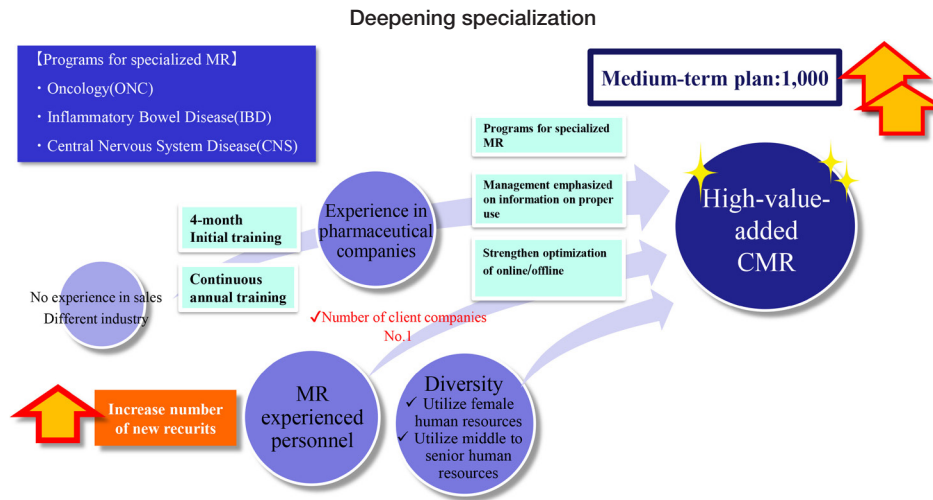 Deepening specialization
【Programs for specialized MR】
・Oncology(ONC)
・Inflammatory Bowel Disease(IBD)
・Central Nervous System Disease(CNS)
Medium-term plan:1,000
Programs for specialized
MR
Management emphasized
on information on proper
use
Strengthen optimization
of online/offline
High-value-
added
CMR
Experience in
pharmaceutical
companies
4-month
Initial training
Continuous
annual training
No experience in sales
Different industry
✓Number of client companies
No.1
Increase number
of new recurits
MR
experienced
personnel
Diversity
✓ Utilize female
human resources
✓ Utilize middle to
senior human
resources